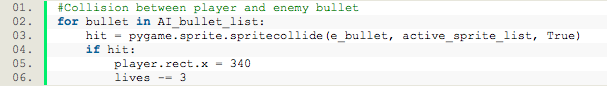 01. #Collision between player and enemy bullet
02. for bullet in AI_bullet_list:
03. hit = pygame.sprite.spritecollide(e_bullet, active_sprite_list, True)
04. if hit:
05. player.rect.x = 340
06. lives -= 3